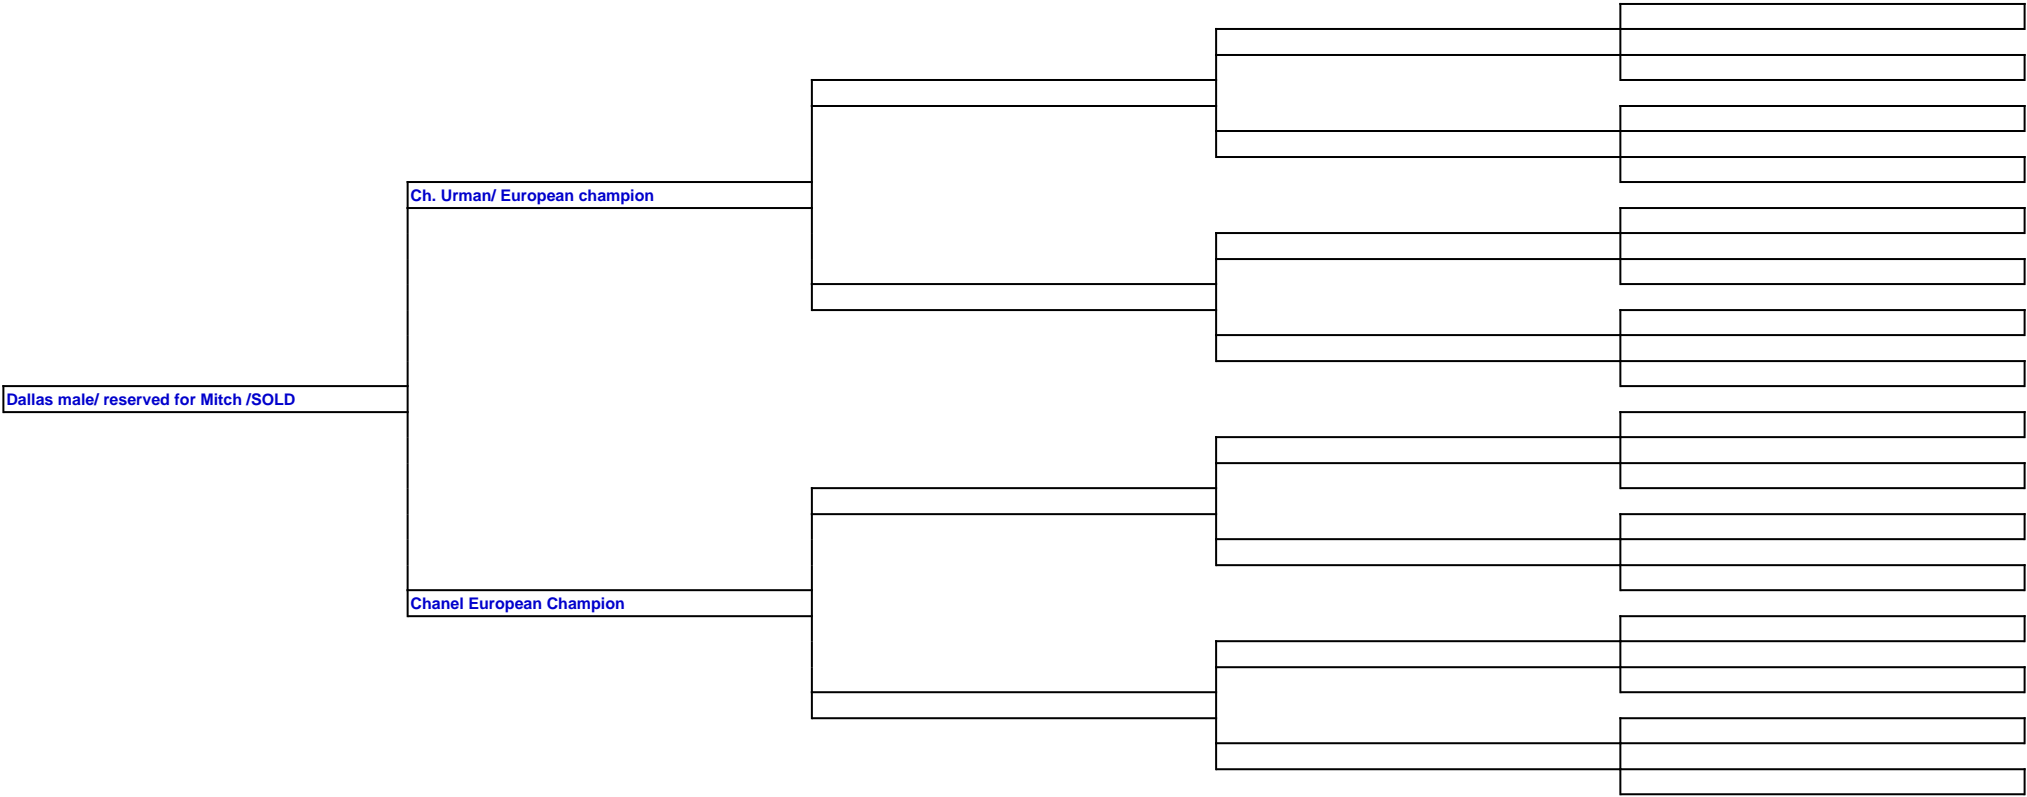 Ch. Urman/ European champion
Dallas male/ reserved for Mitch /SOLD
Chanel European Champion